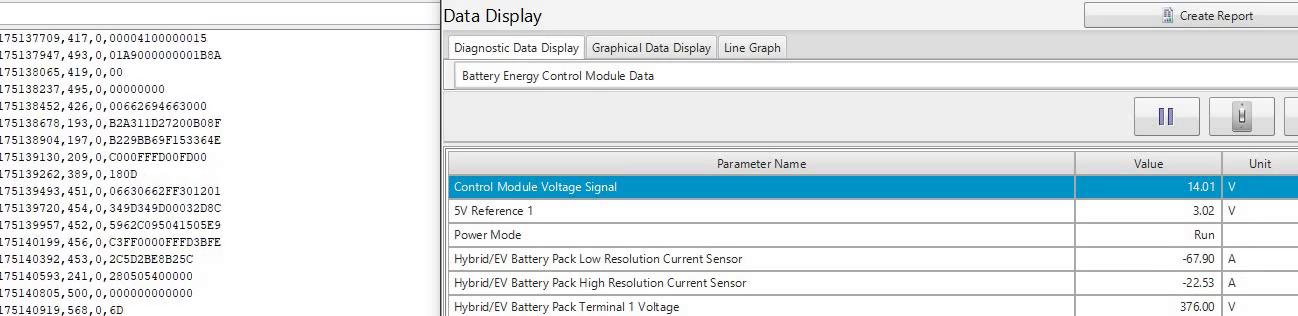 175137709,417,0,00004100000015
175137947,493,0,01A9000000001B8A
175138065,419,0,00
175138237,495,0,00000000
175138452,426,0,00662694663000
175138678,193,0,B2A311D27200B08F
175138904,197,0,B229BB69F153364E
175139130,209,0,C000FFFD00FD00
175139262,389,0,180D
175139493,451,0,06630662FF301201
175139720,454,0,349D349D00032D8C
175139957,452,0,5962C095041505E9
175140199,456,0,C3FF0000FFFD3BFE
175140392,453,0,2C5D2BE8B25C
175140593,241,0,280505400000
175140805,500,0,000000000000
175140919,568,0,6D
Data Display
Create Report
Diagnostic Data Display Graphical Data Display Line Graph
Battery Energy Control Module Data
Parameter Name Value Unit
Control Module Voltage Signal 14.01 V
5V Reference 1 3.02 V
Power Mode Run
Hybrid/EV Battery Pack Low Resolution Current Sensor -67.90 A
Hybrid/EV Battery Pack High Resolution Current Sensor -22.53 A
Hybrid/EV Battery Pack Terminal 1 Voltage 376.00 V